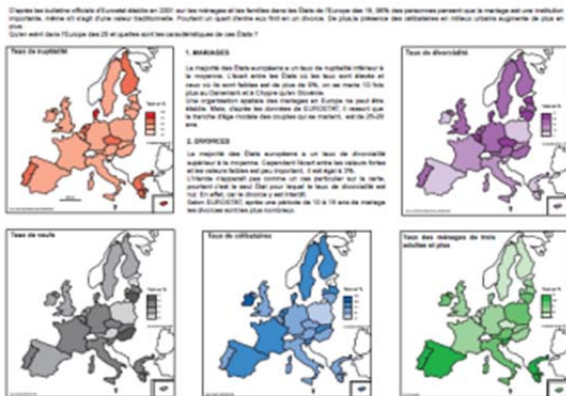 D'après les bulletins officiels d'Eurostat établis en 2001 sur les ménages et les familles dans les États de l'Europe des 15, 99% des personnes pensent que le mariage est une institution
importante, même s'il s'agit d'une valeur traditionnelle. Pourtant un quart d'entre eux finit en un divorce. De plus, la présence des célibataires en milieux urbains augmente de plus en
plus.
Qu'en est-il dans l'Europe des 25 et quelles sont les caractéristiques de ces États ?
Taux de nuptialité
1. MARIAGES
La majorité des États européens a un taux de nuptialité inférieur à
la moyenne. L'écart entre les États où les taux sont élevés et
ceux où ils sont faibles est de plus de 9%, on se marie 10 fois
plus au Danemark et à Chypre qu'en Slovénie.
Une organisation spatiale des mariages en Europe ne peut être
établie. Mais, d'après les données de EUROSTAT, il ressort que
la tranche d'âge modale des couples qui se marient, est de 25-29
ans.
2. DIVORCES
La majorité des États européens a un taux de divorcialité
supérieur à la moyenne. Cependant l'écart entre les valeurs fortes
et les valeurs faibles est peu important, il est égal à 3%.
L'Irlande n'apparaît pas comme un cas particulier sur la carte,
pourtant c'est le seul État pour lequel le taux de divorcialité est
nul. En effet, car le divorce y est interdit.
Selon EUROSTAT, après une période de 10 à 15 ans de mariage
les divorces sont les plus nombreux.
Taux de divorcialité
Taux de veufs
Taux de célibataires
Taux des ménages de trois
adultes et plus